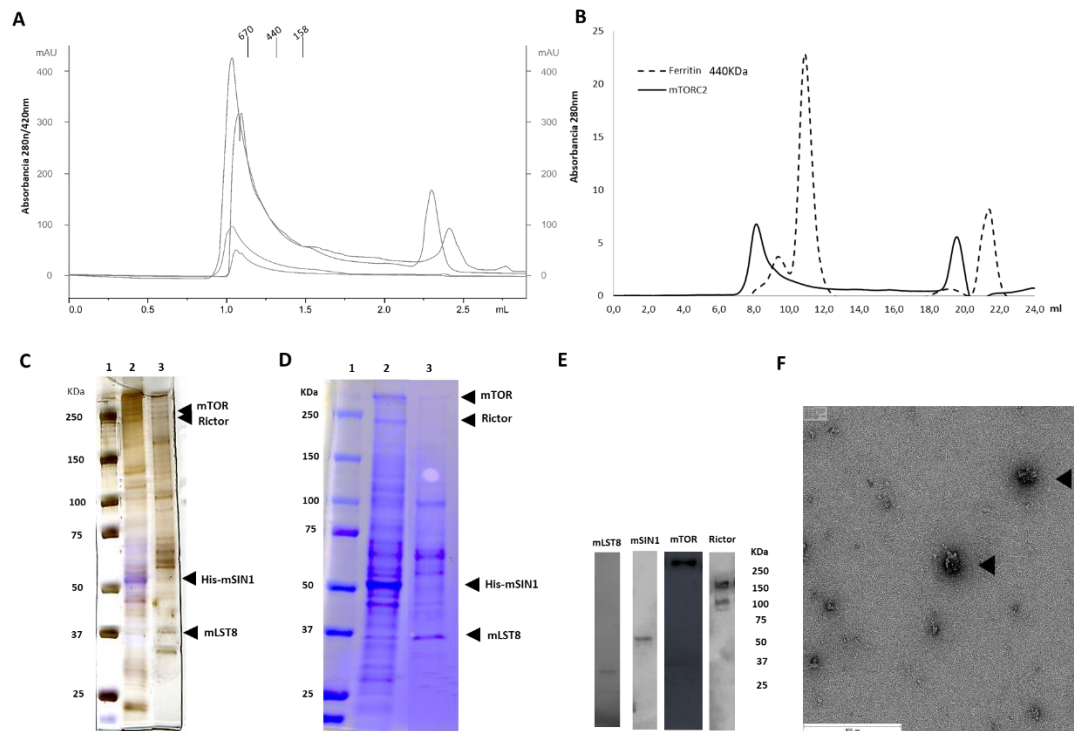 A
670 440 158
mAU
mAU
400
400
300
300
200
200
100
100
0
0
Absorbancia 280n/420nm
0.0 0.5 1.0 1.5 2.0 2.5
mL
B
25
20
15
10
5
0
Absorbance 280nm
Ferritin 440KDa
mTORC2
0,0 2,0 4,0 6,0 8,0 10,0 12,0 14,0 16,0 18,0 20,0 22,0 24,0 ml
C
1 2 3
KDa
250
150
100
75
50
37
25
mTOR
Rictor
His-mSIN1
mLST8
D
1 2 3
KDa
250
150
100
75
50
37
25
mTOR
Rictor
His-mSIN1
mLST8
E
mLST8 mSIN1 mTOR Rictor
KDa
250
150
100
75
50
37
25
F